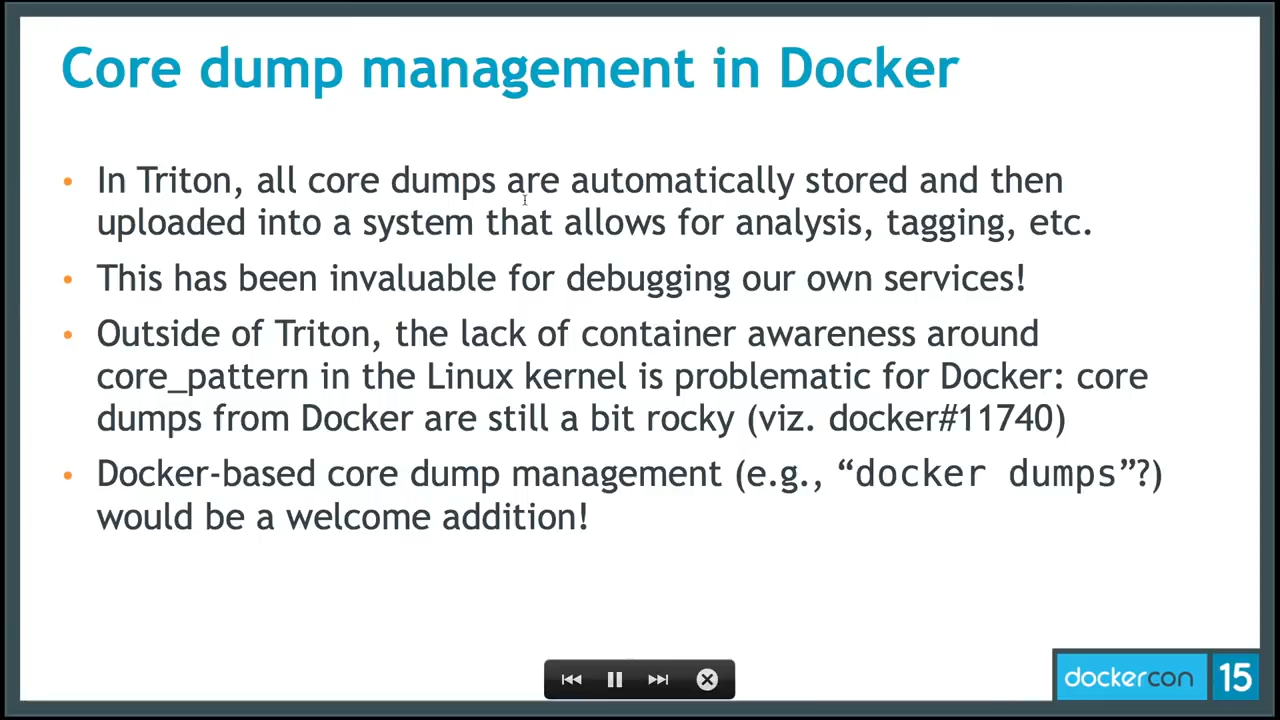 Core dump management in Docker
• In Triton, all core dumps are automatically stored and then
uploaded into a system that allows for analysis, tagging, etc.
• This has been invaluable for debugging our own services!
• Outside of Triton, the lack of container awareness around
core_pattern in the Linux kernel is problematic for Docker: core
dumps from Docker are still a bit rocky (viz. docker#11740)
• Docker-based core dump management (e.g., “docker dumps”?)
would be a welcome addition!
dockercon 15